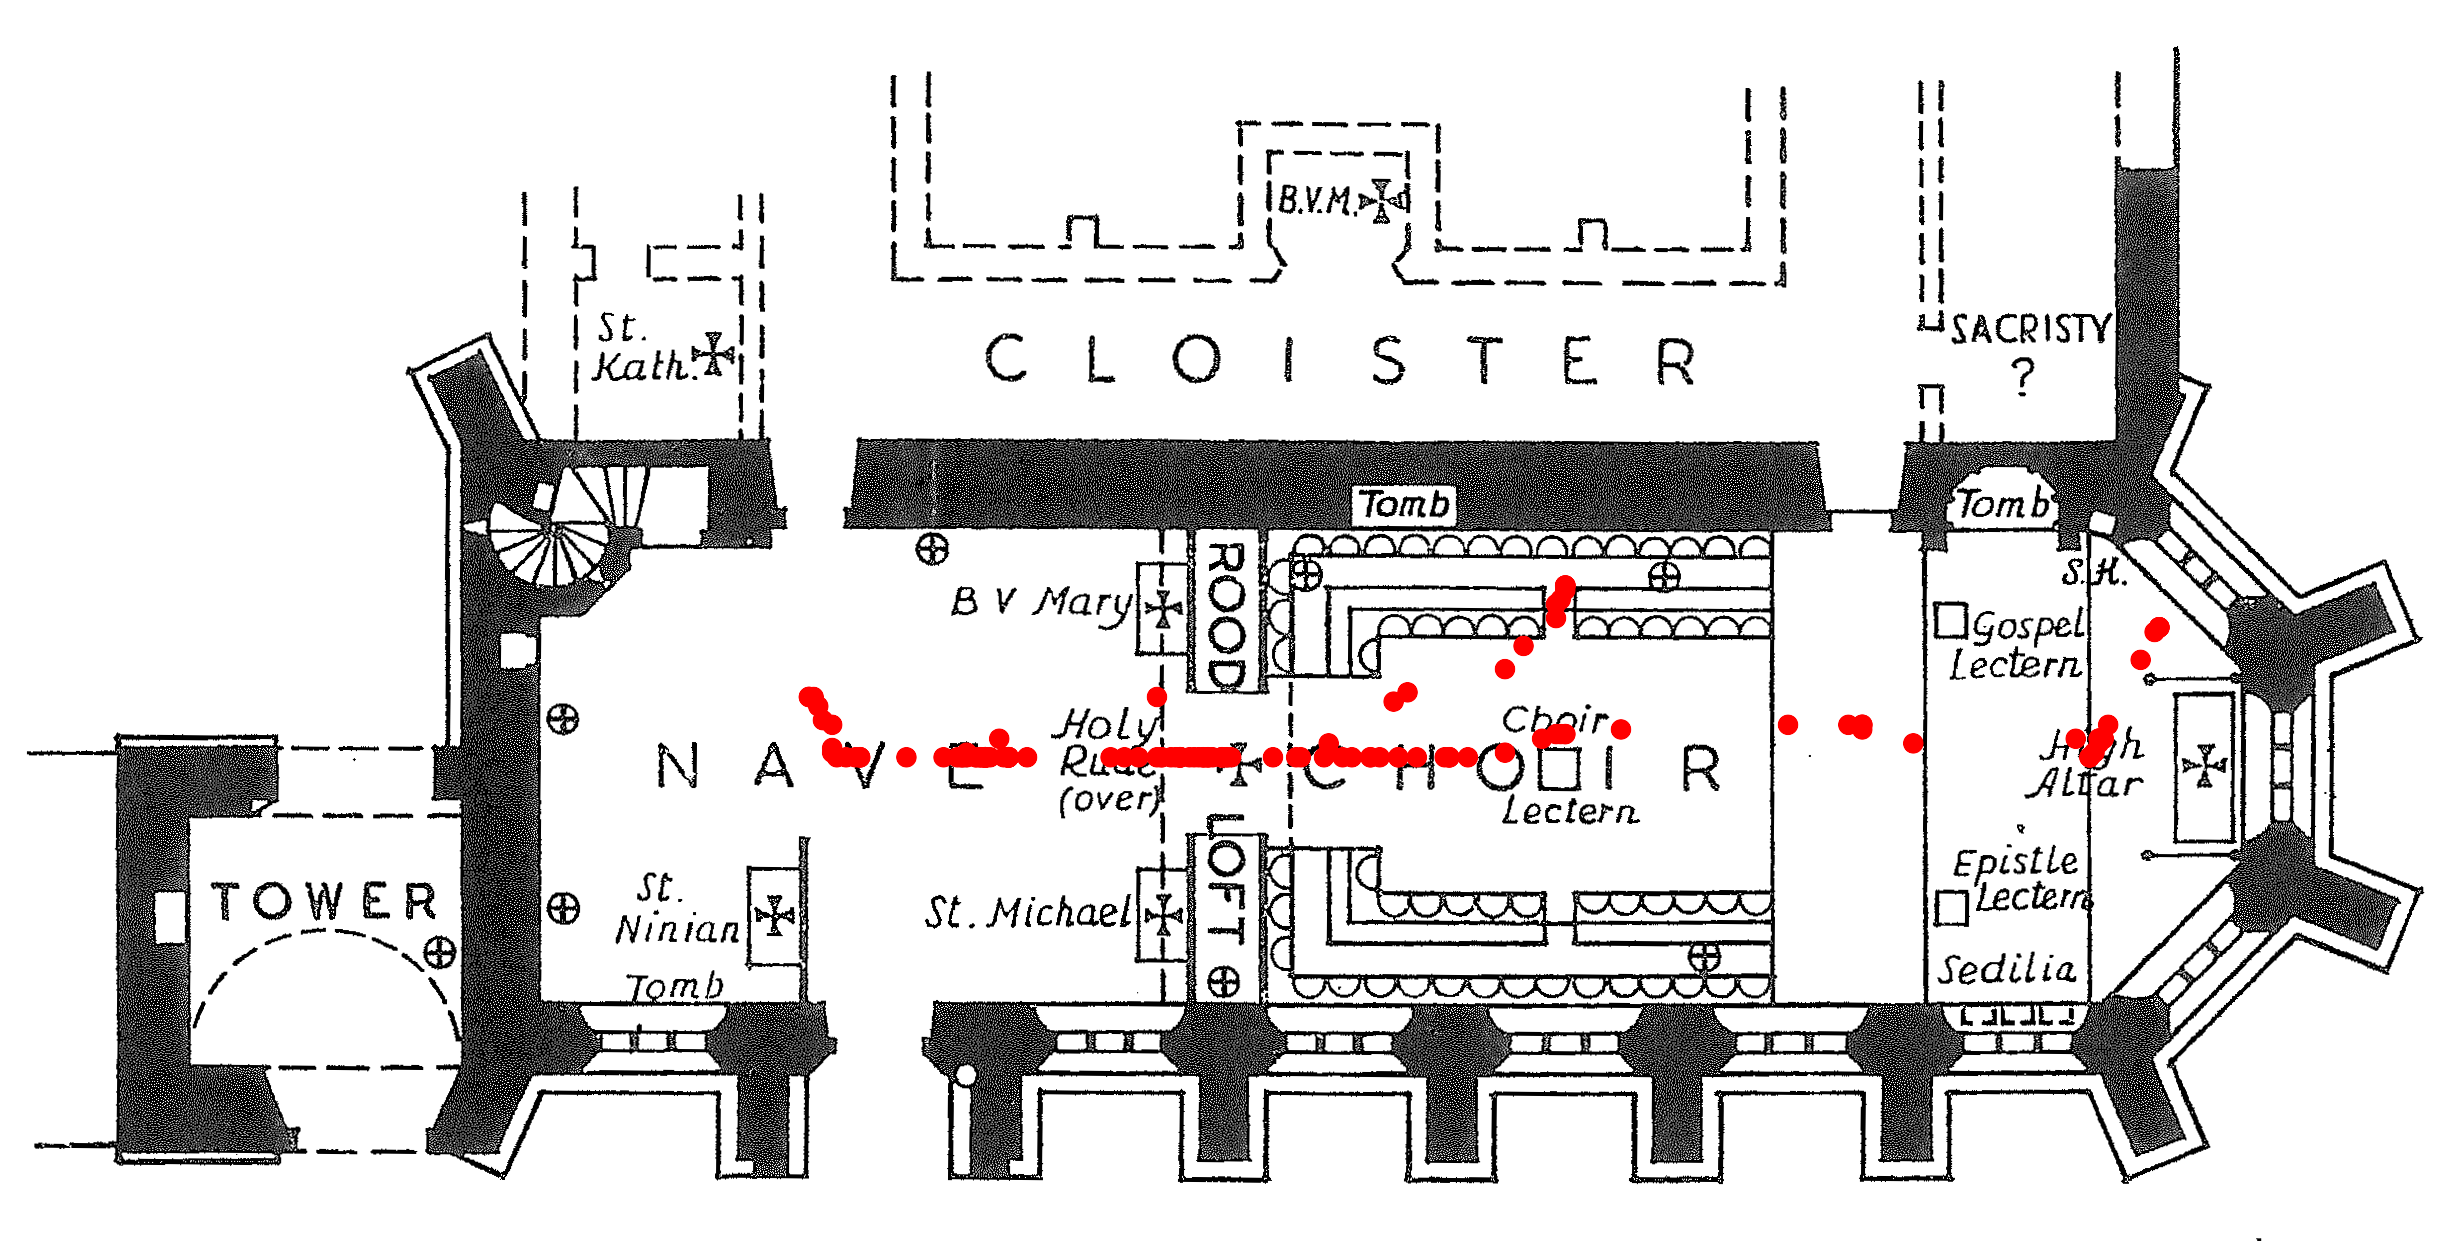 B.V.M.
St.
Kath.
CLOISTER
SACRISTY
?
Tomb
Tomb
S.H.
ROOD
B V Mary
Gospel
Lectern
Holy
Rude
(over)
NAVE
CHOIR
Choir
Lectern
High
Altar
LOFT
TOWER
St.
Ninian
St. Michael
Epistle
Lectern
Sedilia
Tomb